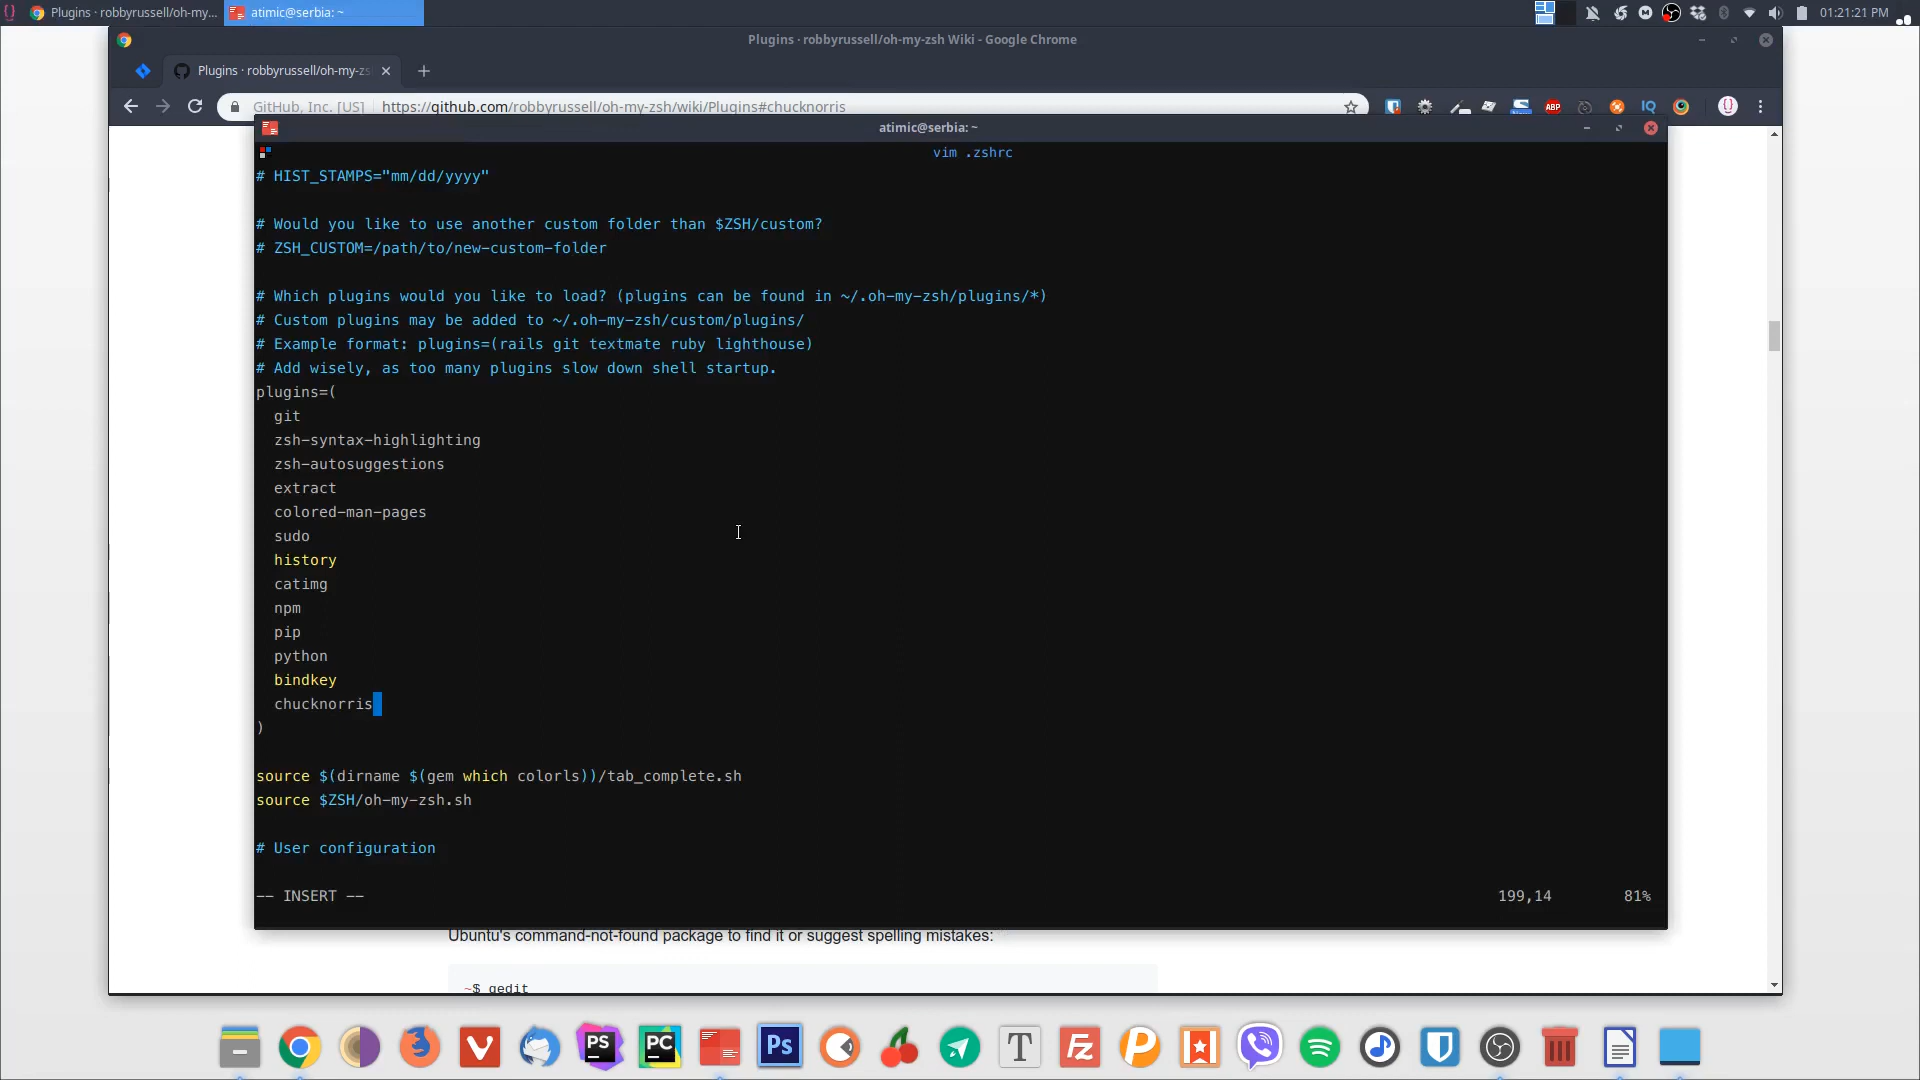 Plugins · robbyrussell/oh-my...
atimic@serbia: ~
01:21:21 PM
Plugins · robbyrussell/oh-my-zsh Wiki - Google Chrome
Plugins · robbyrussell/oh-my-zs
GitHub, Inc. [US]
https://github.com/robbyrussell/oh-my-zsh/wiki/Plugins#chucknorris
ABP
IQ
atimic@serbia: ~
vim .zshrc
# HIST_STAMPS="mm/dd/yyyy"
# Would you like to use another custom folder than $ZSH/custom?
# ZSH_CUSTOM=/path/to/new-custom-folder
# Which plugins would you like to load? (plugins can be found in ~/.oh-my-zsh/plugins/*)
# Custom plugins may be added to ~/.oh-my-zsh/custom/plugins/
# Example format: plugins=(rails git textmate ruby lighthouse)
# Add wisely, as too many plugins slow down shell startup.
plugins=(
git
zsh-syntax-highlighting
zsh-autosuggestions
extract
colored-man-pages
sudo
history
catimg
npm
pip
python
bindkey
chucknorris
)
source $(dirname $(gem which colorls))/tab_complete.sh
source $ZSH/oh-my-zsh.sh
# User configuration
-- INSERT --
199,14
81%
Ubuntu's command-not-found package to find it or suggest spelling mistakes:
~$ gedit
PS
PC
Ps
T
FZ
P